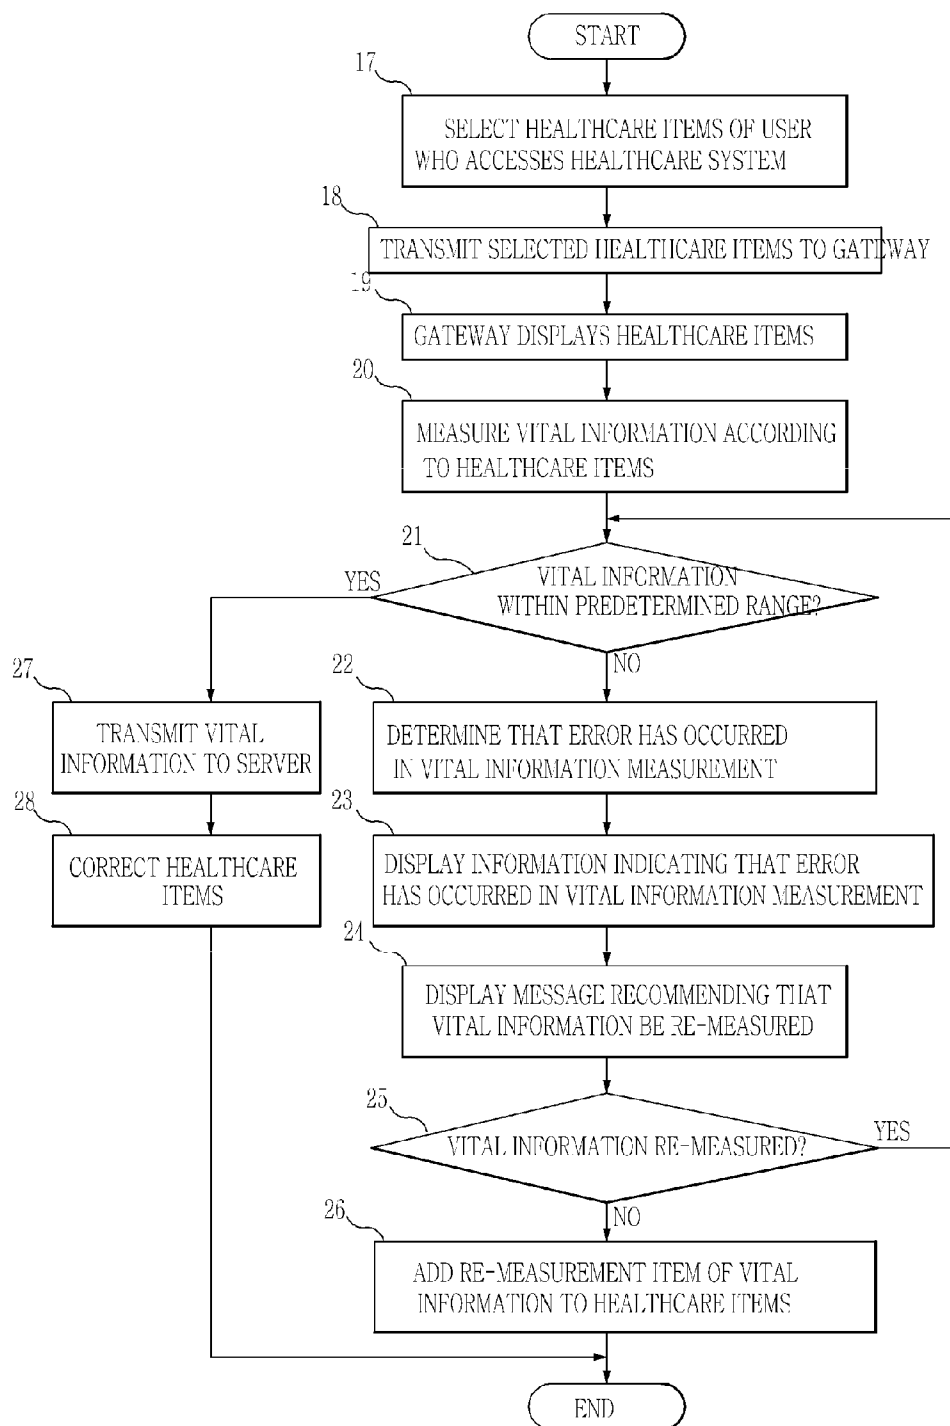 START
17
SELECT HEALTHCARE ITEMS OF USER
WHO ACCESSES HEALTHCARE SYSTEM
18
TRANSMIT SELECTED HEALTHCARE ITEMS TO GATEWAY
19
GATEWAY DISPLAYS HEALTHCARE ITEMS
20
MEASURE VITAL INFORMATION ACCORDING
TO HEALTHCARE ITEMS
21
VITAL INFORMATION
WITHIN PREDETERMINED RANGE?
YES
NO
27
TRANSMIT VITAL
INFORMATION TO SERVER
22
DETERMINE THAT ERROR HAS OCCURRED
IN VITAL INFORMATION MEASUREMENT
28
CORRECT HEALTHCARE
ITEMS
23
DISPLAY INFORMATION INDICATING THAT ERROR
HAS OCCURRED IN VITAL INFORMATION MEASUREMENT
24
DISPLAY MESSAGE RECOMMENDING THAT
VITAL INFORMATION BE RE-MEASURED
25
VITAL INFORMATION RE-MEASURED?
YES
NO
26
ADD RE-MEASUREMENT ITEM OF VITAL
INFORMATION TO HEALTHCARE ITEMS
END